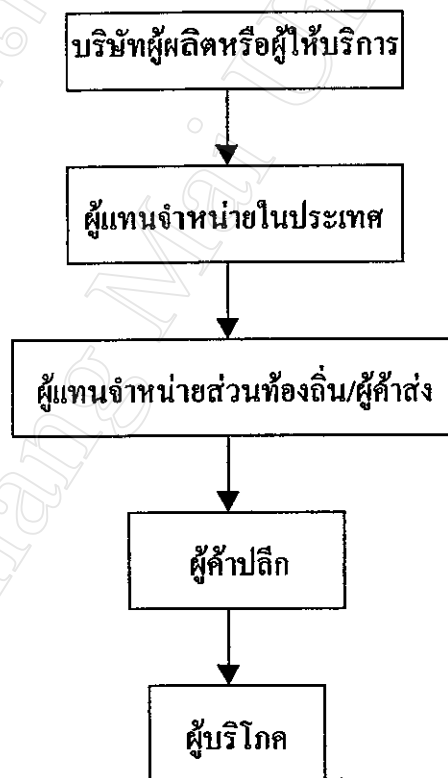 บริษัทผู้ผลิตหรือผู้ให้บริการ
ผู้แทนจำหน่ายในประเทศ
ผู้แทนจำหน่ายส่วนท้องถิ่น/ผู้ค้าส่ง
ผู้ค้าปลีก
ผู้บริโภค